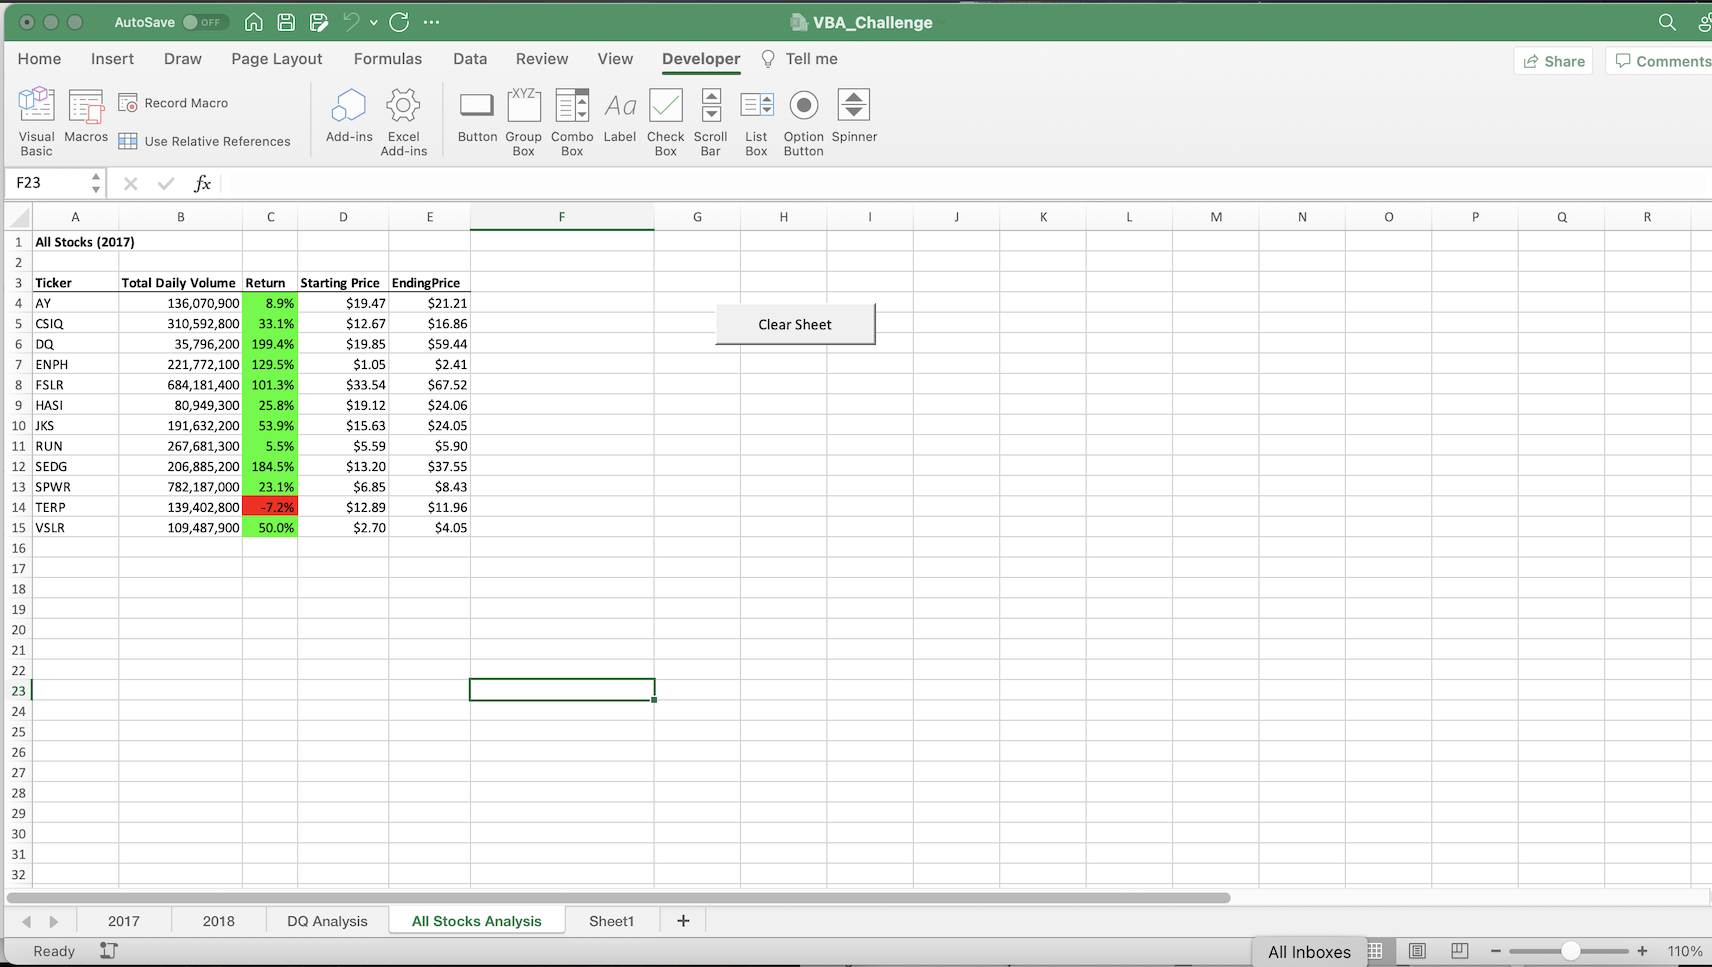 AutoSave OFF VBA_Challenge
Home Insert Draw Page Layout Formulas Data Review View Developer Tell me Share Comments
Visual Basic
Macros
Record Macro
Use Relative References
Add-ins
Excel Add-ins
Button
XYZ
Group Box
Combo Box
Aa
Label
Check Box
Scroll Bar
List Box
Option Button
Spinner
F23 fx
A B C D E F G H I J K L M N O P Q R
1 All Stocks (2017)
2
3 Ticker Total Daily Volume Return Starting Price EndingPrice
4 AY 136,070,900 8.9% $19.47 $21.21
5 CSIQ 310,592,800 33.1% $12.67 $16.86
6 DQ 35,796,200 199.4% $19.85 $59.44
7 ENPH 221,772,100 129.5% $1.05 $2.41
8 FSLR 684,181,400 101.3% $33.54 $67.52
9 HASI 80,949,300 25.8% $19.12 $24.06
10 JKS 191,632,200 53.9% $15.63 $24.05
11 RUN 267,681,300 5.5% $5.59 $5.90
12 SEDG 206,885,200 184.5% $13.20 $37.55
13 SPWR 782,187,000 23.1% $6.85 $8.43
14 TERP 139,402,800 -7.2% $12.89 $11.96
15 VSLR 109,487,900 50.0% $2.70 $4.05
Clear Sheet
16
17
18
19
20
21
22
23
24
25
26
27
28
29
30
31
32
2017 2018 DQ Analysis All Stocks Analysis Sheet1 +
Ready All Inboxes 110%